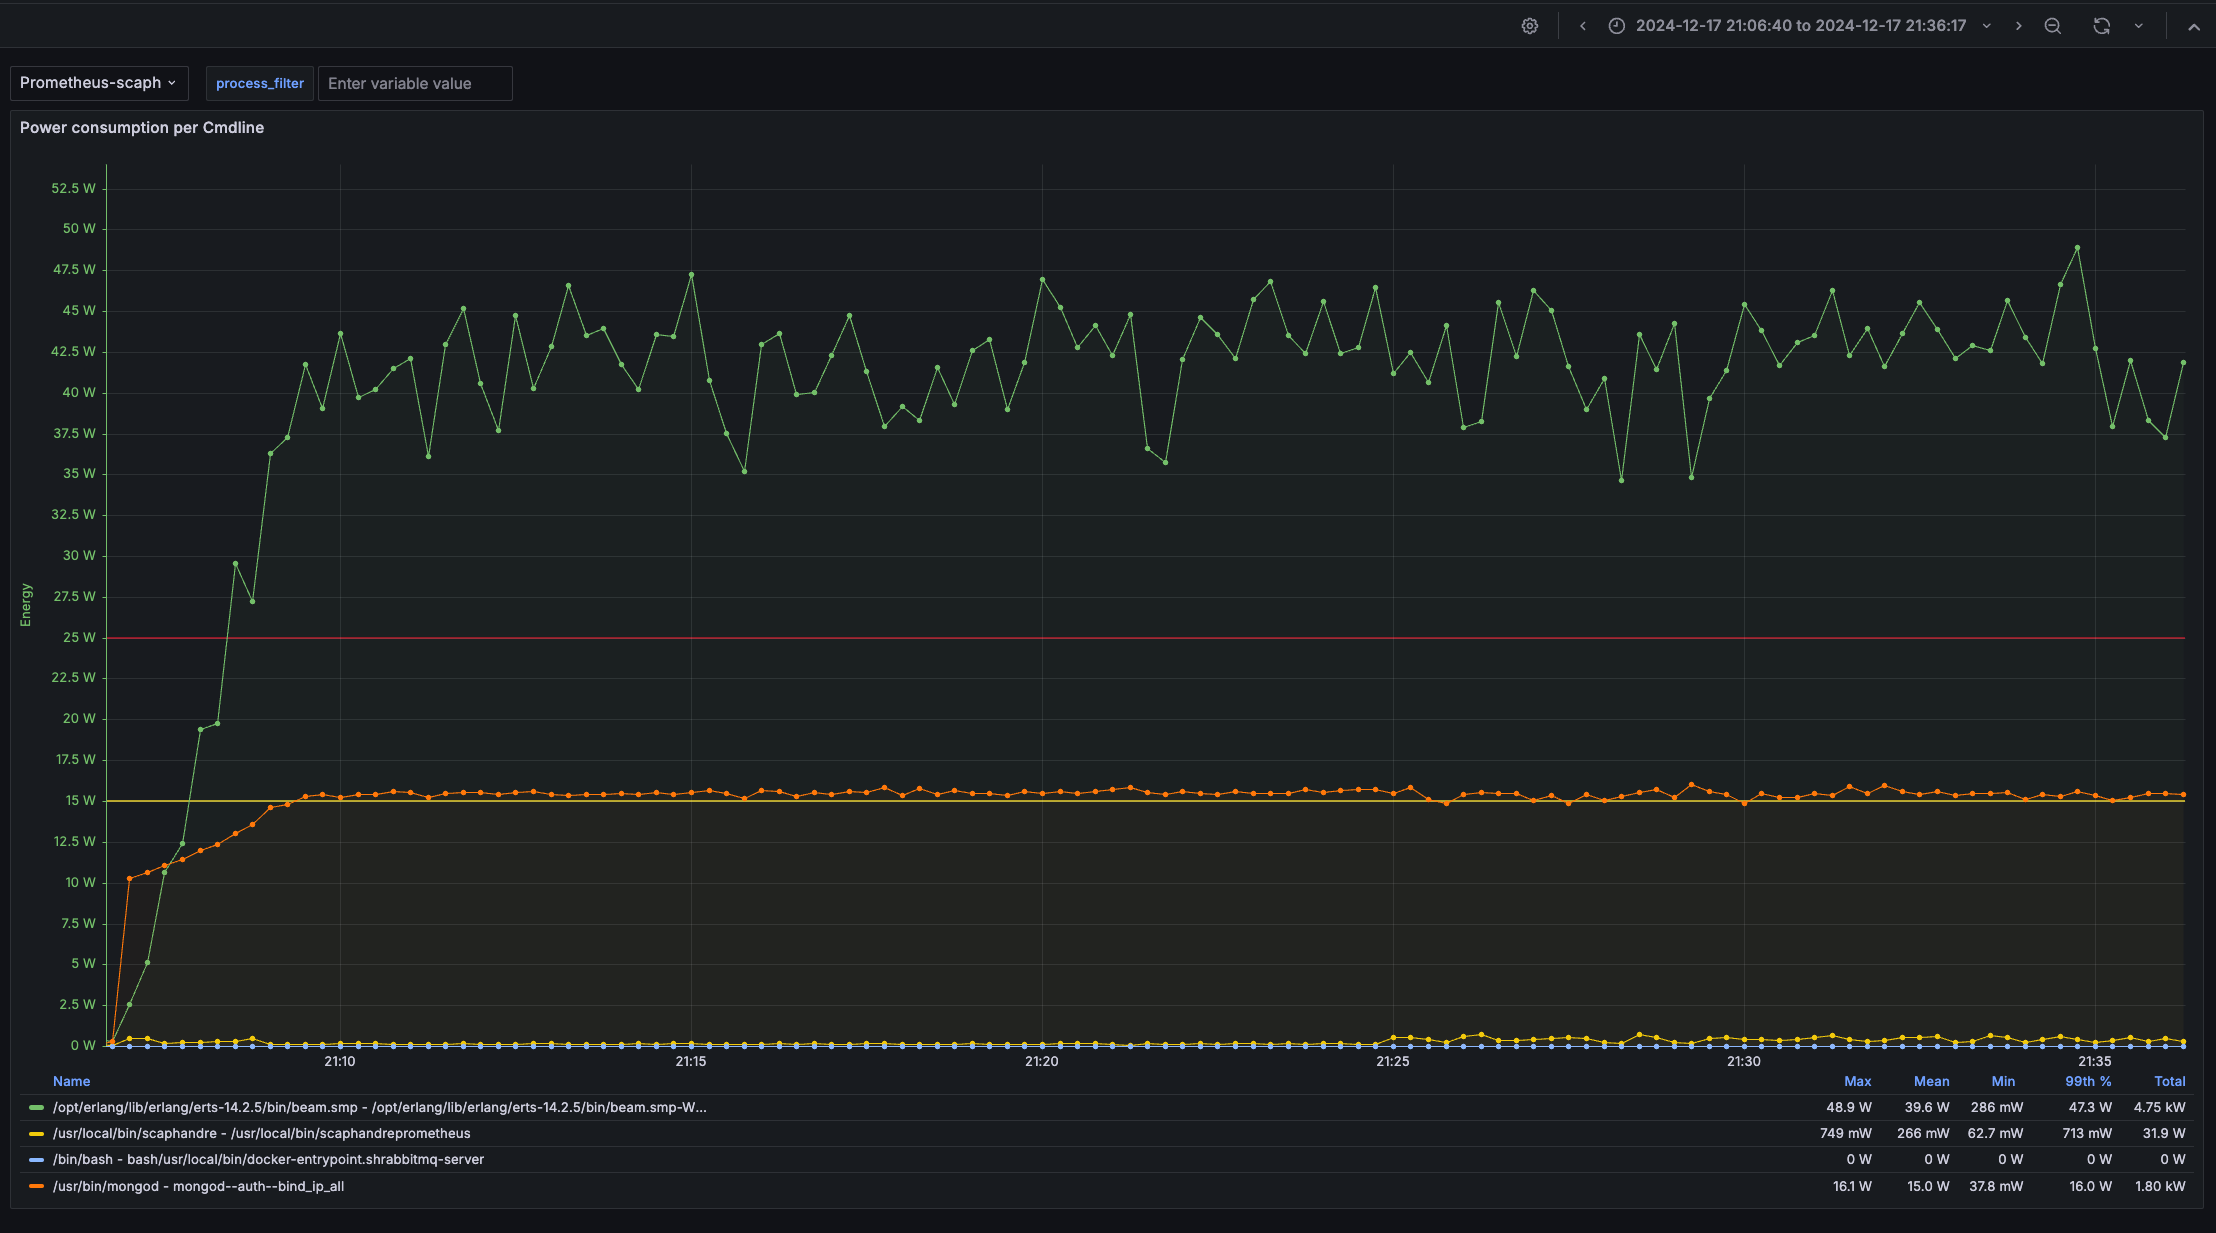 2024-12-17 21:06:40 to 2024-12-17 21:36:17
Prometheus-scaph process_filter Enter variable value
Power consumption per Cmdline
Energy
52.5 W
50 W
47.5 W
45 W
42.5 W
40 W
37.5 W
35 W
32.5 W
30 W
27.5 W
25 W
22.5 W
20 W
17.5 W
15 W
12.5 W
10 W
7.5 W
5 W
2.5 W
0 W
21:10 21:15 21:20 21:25 21:30 21:35
Name Max Mean Min 99th % Total
/opt/erlang/lib/erlang/erts-14.2.5/bin/beam.smp - /opt/erlang/lib/erlang/erts-14.2.5/bin/beam.smp-W... 48.9 W 39.6 W 286 mW 47.3 W 4.75 kW
/usr/local/bin/scaphandre - /usr/local/bin/scaphandreprometheus 749 mW 266 mW 62.7 mW 713 mW 31.9 W
/bin/bash - bash/usr/local/bin/docker-entrypoint.shrabbitmq-server 0 W 0 W 0 W 0 W 0 W
/usr/bin/mongod - mongod--auth--bind_ip_all 16.1 W 15.0 W 37.8 mW 16.0 W 1.80 kW